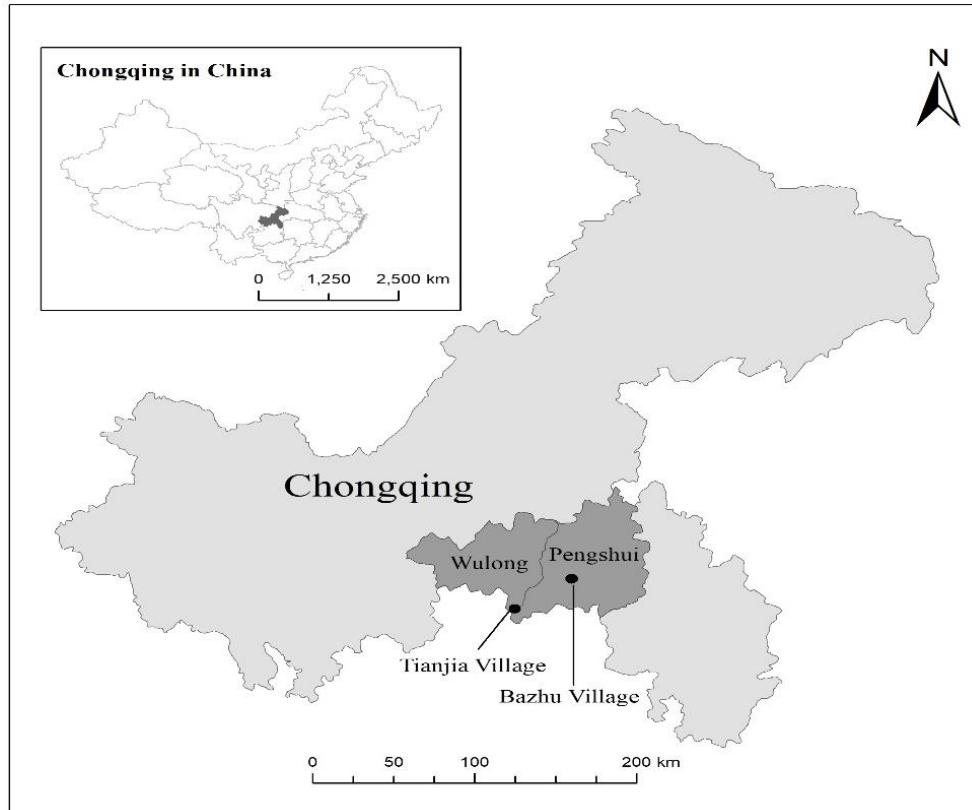 Chongqing in China
0 1,250 2,500 km
N
Chongqing
Wulong
Pengshui
Tianjia Village
Bazhu Village
0 50 100 200 km